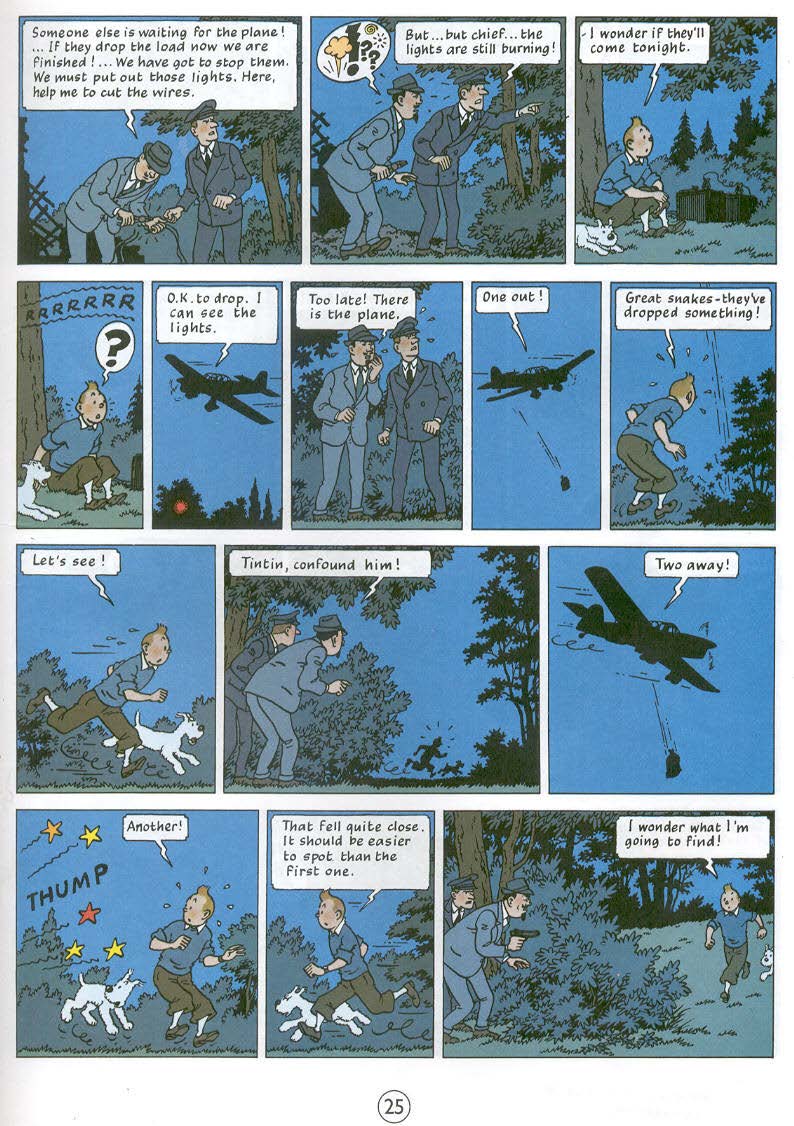 Someone else is waiting for the plane!
... If they drop the load now we are
finished!... We have got to stop them.
We must put out those lights. Here,
help me to cut the wires.
!???
But...but chief...the
lights are still burning!
I wonder if they'll
come tonight.
RRRRRRR
?
O.K. to drop. I
can see the
lights.
Too late! There
is the plane.
One out!
Great snakes-they've
dropped something!
Let's see!
Tintin, confound him!
Two away!
THUMP
Another!
That fell quite close.
It should be easier
to spot than the
first one.
I wonder what I'm
going to find!
25